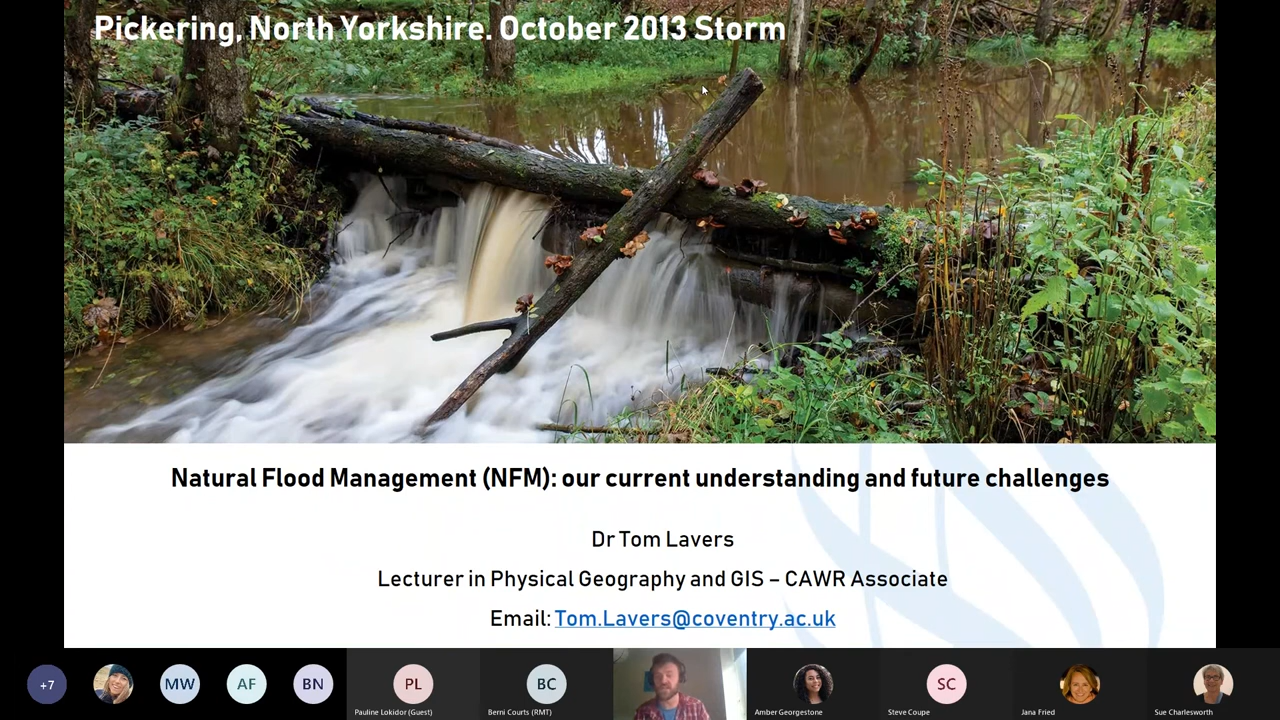 Pickering, North Yorkshire. October 2013 Storm
Natural Flood Management (NFM): our current understanding and future challenges
Dr Tom Lavers
Lecturer in Physical Geography and GIS – CAWR Associate
Email: Tom.Lavers@coventry.ac.uk
+7
MW
AF
BN
PL
Pauline Lokidor (Guest)
BC
Berni Courts (RMT)
Amber Georgestone
SC
Steve Coupe
Jana Fried
Sue Charlesworth